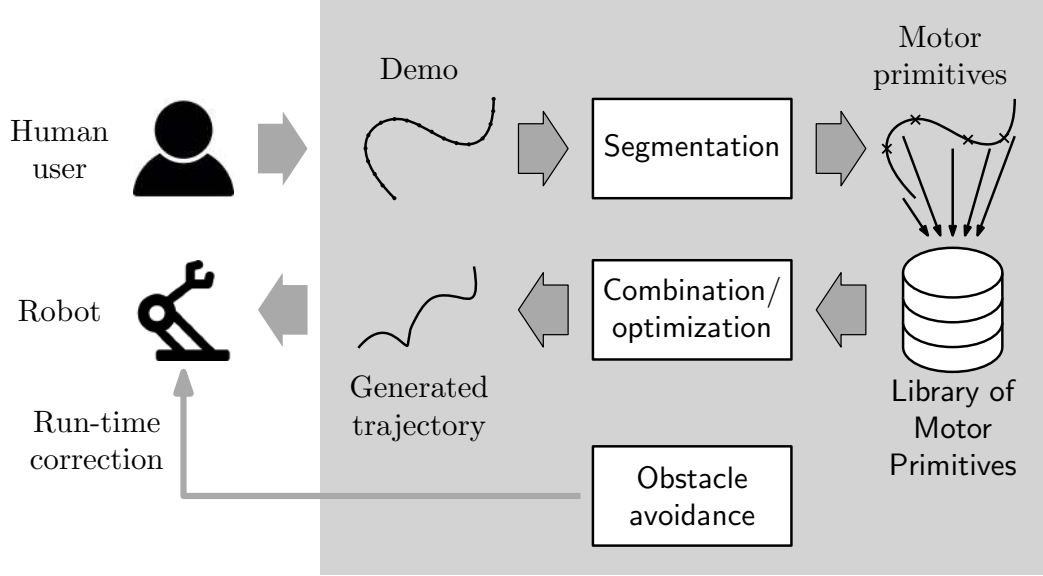 Motor
primitives
Demo
Human
user
Segmentation
Robot
Combination/
optimization
Generated
trajectory
Library of
Motor
Primitives
Run-time
correction
Obstacle
avoidance